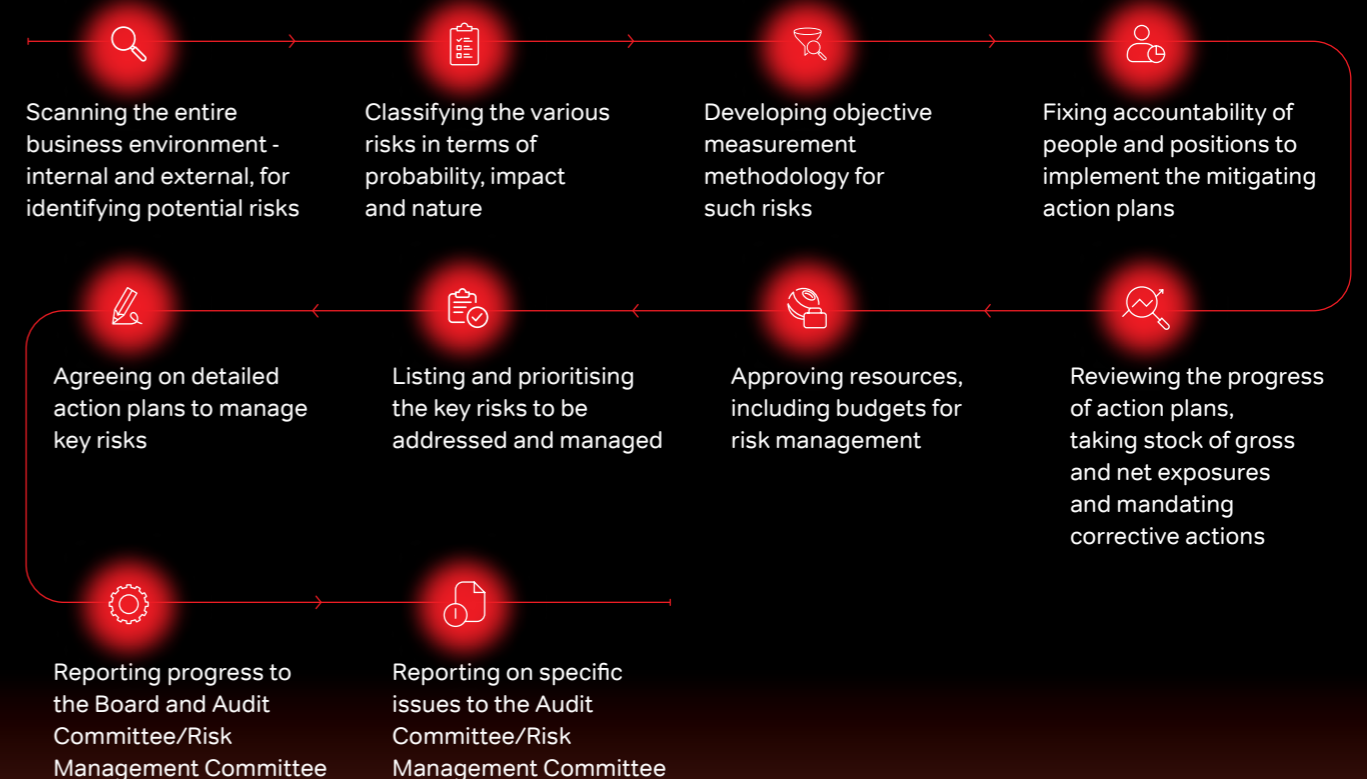 Scanning the entire
business environment -
internal and external, for
identifying potential risks
Classifying the various
risks in terms of
probability, impact
and nature
Developing objective
measurement
methodology for
such risks
Fixing accountability of
people and positions to
implement the mitigating
action plans
Reviewing the progress
of action plans,
taking stock of gross
and net exposures
and mandating
corrective actions
Approving resources,
including budgets for
risk management
Listing and prioritising
the key risks to be
addressed and managed
Agreeing on detailed
action plans to manage
key risks
Reporting progress to
the Board and Audit
Committee/Risk
Management Committee
Reporting on specific
issues to the Audit
Committee/Risk
Management Committee